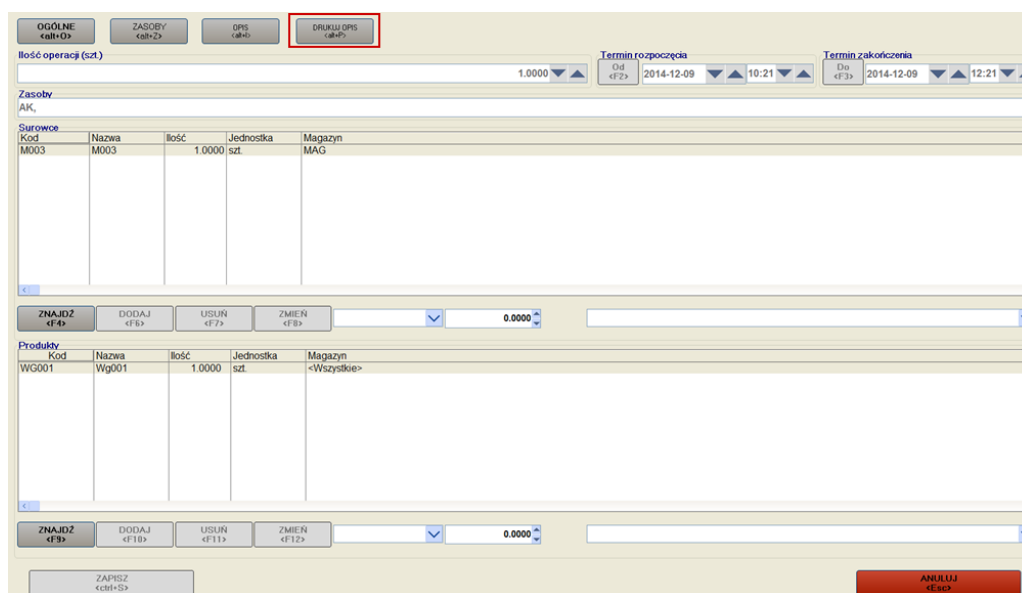 OGÓLNE ZASOBY OPIS DRUKUJ OPIS
<alt+O> <alt+Z> <alt+I> <alt+P>
Ilość operacji (szt.) Termin rozpoczęcia Termin zakończenia
1.0000 Od <F2> 2014-12-09 10:21 Do <F3> 2014-12-09 12:21
Zasoby
AK,
Surowce
Kod Nazwa Ilość Jednostka Magazyn
M003 M003 1.0000 szt. MAG
ZNAJDŹ DODAJ USUŃ ZMIEŃ
<F4> <F6> <F7> <F8> 0.0000
Produkty
Kod Nazwa Ilość Jednostka Magazyn
WG001 Wg001 1.0000 szt. <Wszystkie>
ZNAJDŹ DODAJ USUŃ ZMIEŃ
<F9> <F10> <F11> <F12> 0.0000
ZAPISZ ANULUJ
<ctrl+S> <Esc>